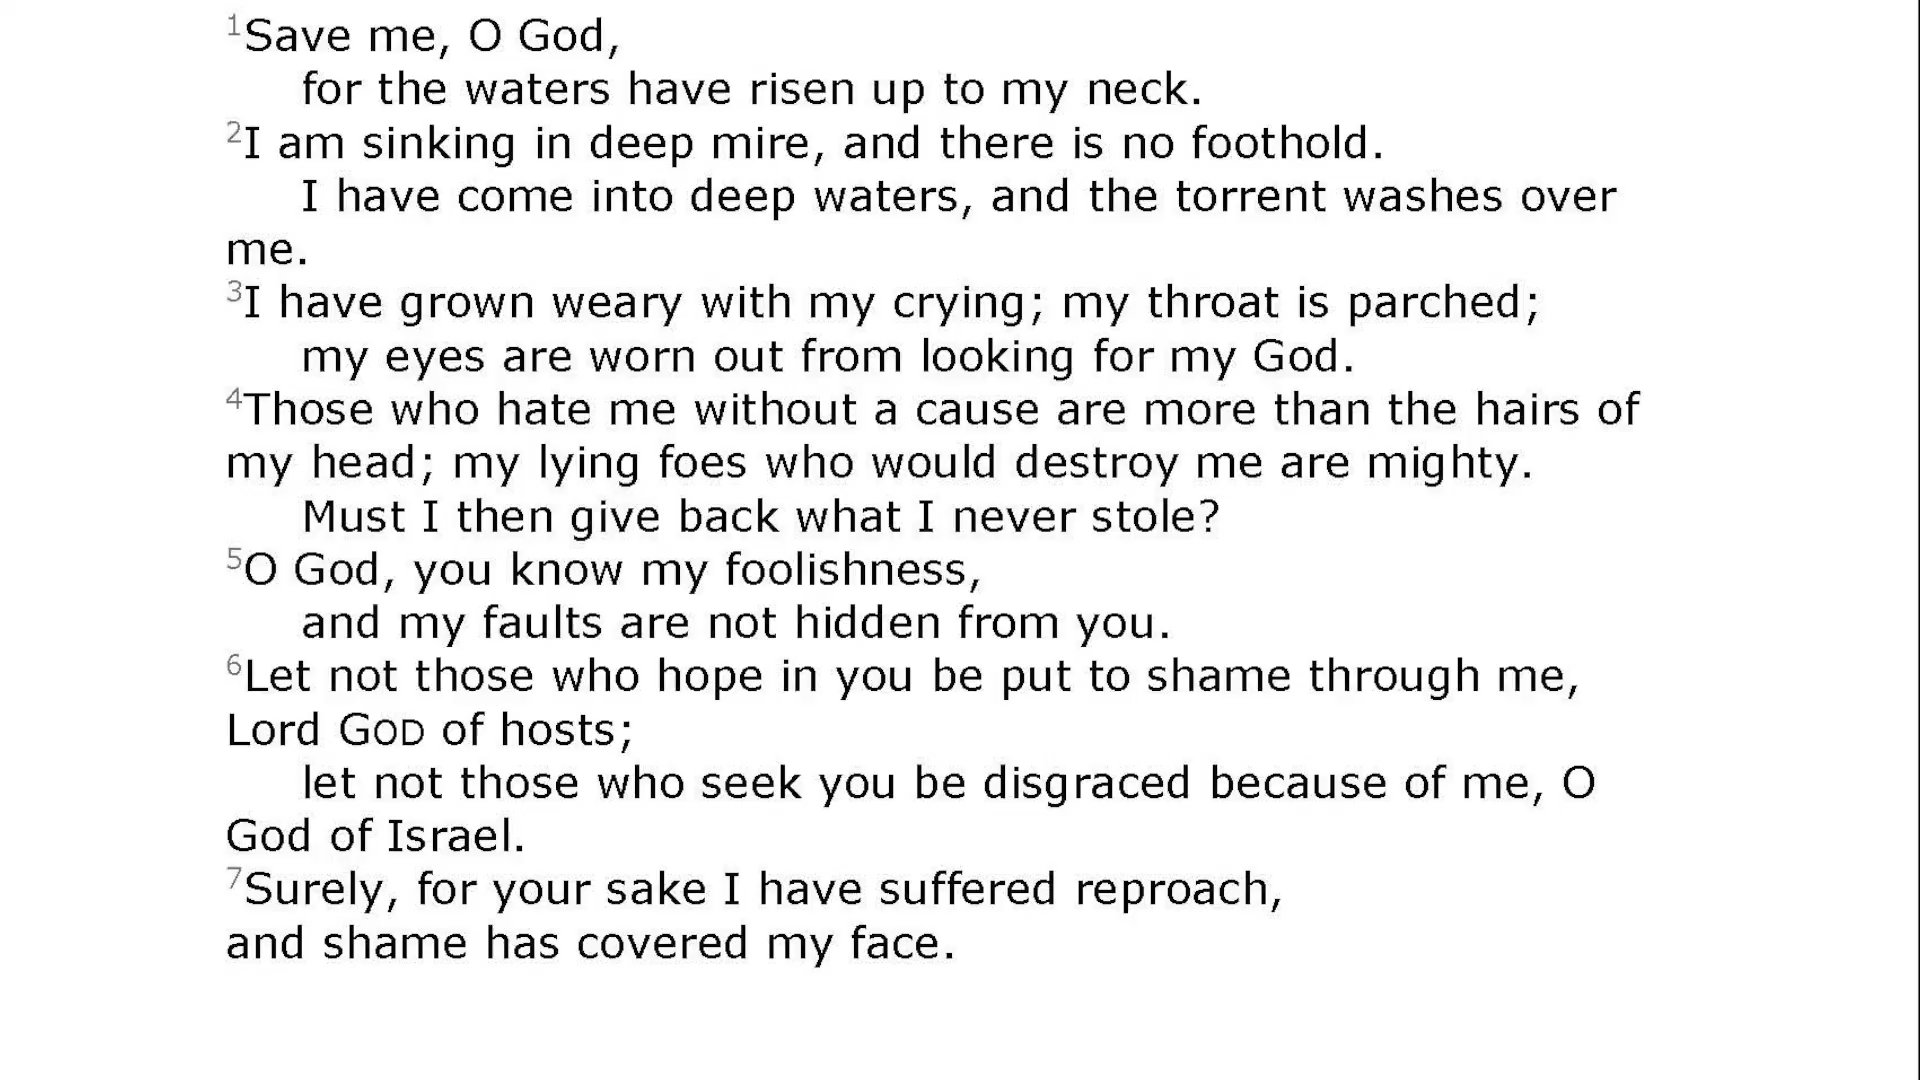 1Save me, O God,
for the waters have risen up to my neck.
2I am sinking in deep mire, and there is no foothold.
I have come into deep waters, and the torrent washes over
me.
3I have grown weary with my crying; my throat is parched;
my eyes are worn out from looking for my God.
4Those who hate me without a cause are more than the hairs of
my head; my lying foes who would destroy me are mighty.
Must I then give back what I never stole?
5O God, you know my foolishness,
and my faults are not hidden from you.
6Let not those who hope in you be put to shame through me,
Lord GOD of hosts;
let not those who seek you be disgraced because of me, O
God of Israel.
7Surely, for your sake I have suffered reproach,
and shame has covered my face.